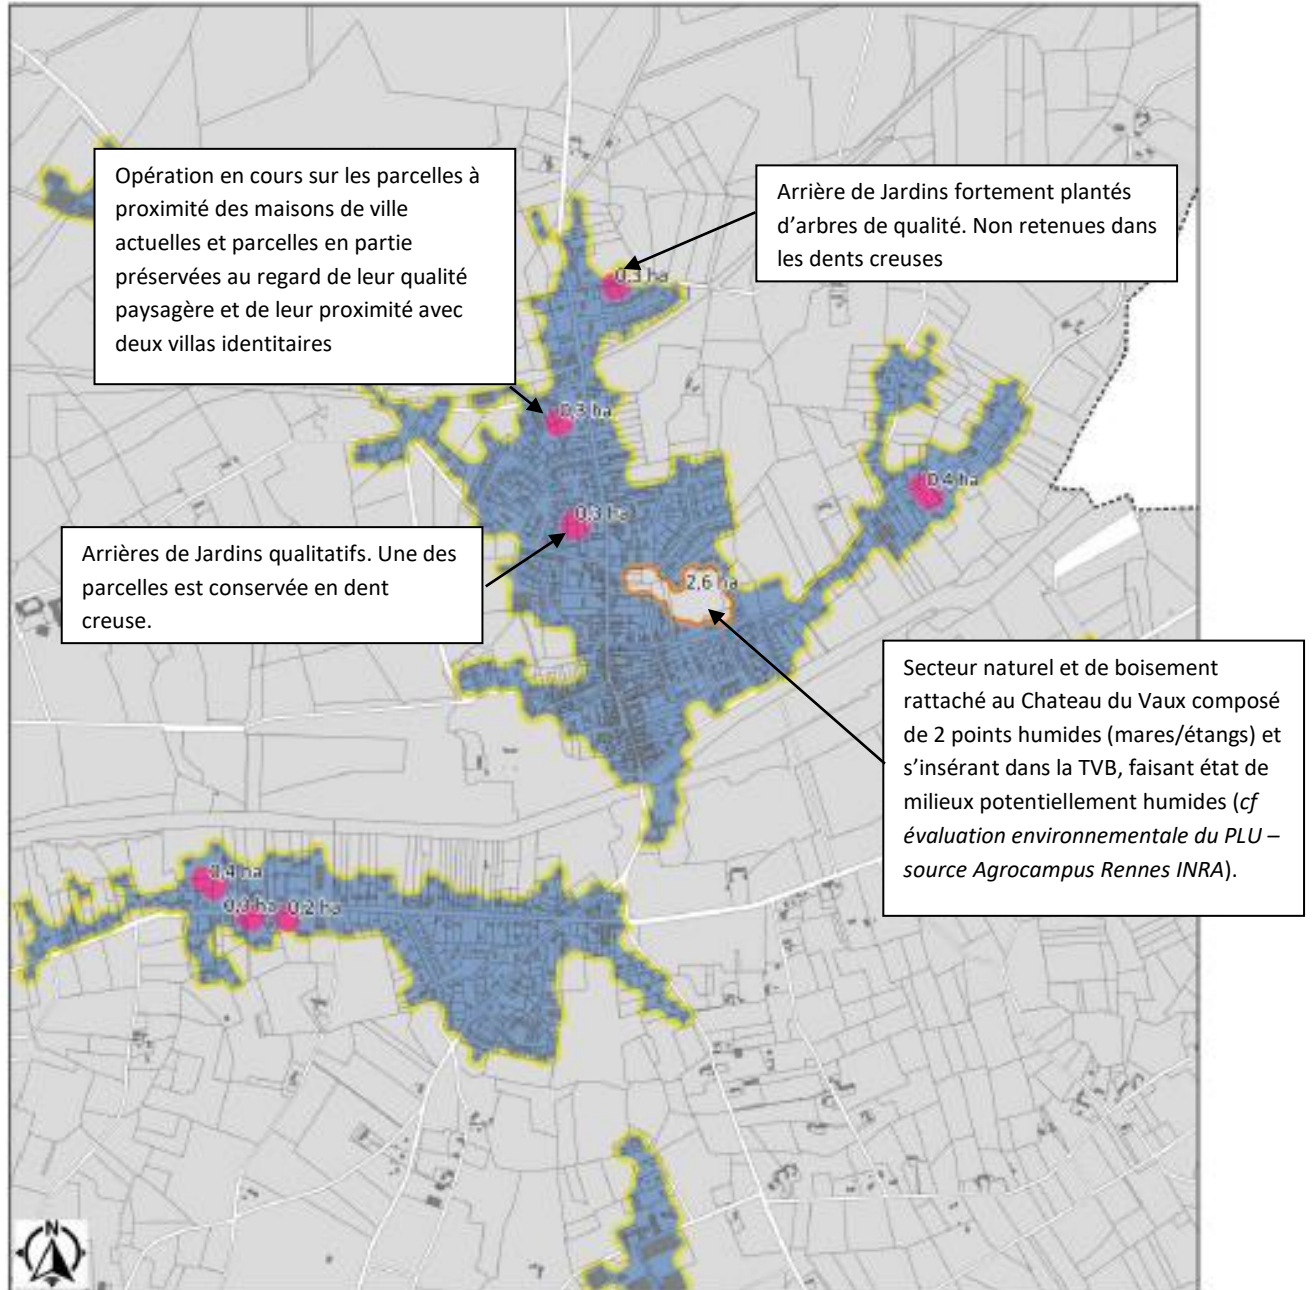 Opération en cours sur les parcelles à
proximité des maisons de ville
actuelles et parcelles en partie
préservées au regard de leur qualité
paysagère et de leur proximité avec
deux villas identitaires
Arrière de Jardins fortement plantés
d’arbres de qualité. Non retenues dans
les dents creuses
0,3 ha
0,3 ha
0,4 ha
0,3 ha
Arrières de Jardins qualitatifs. Une des
parcelles est conservée en dent
creuse.
2,6 ha
Secteur naturel et de boisement
rattaché au Chateau du Vaux composé
de 2 points humides (mares/étangs) et
s’insérant dans la TVB, faisant état de
milieux potentiellement humides (cf
évaluation environnementale du PLU –
source Agrocampus Rennes INRA).
0,4 ha
0,3 ha 0,2 ha
N